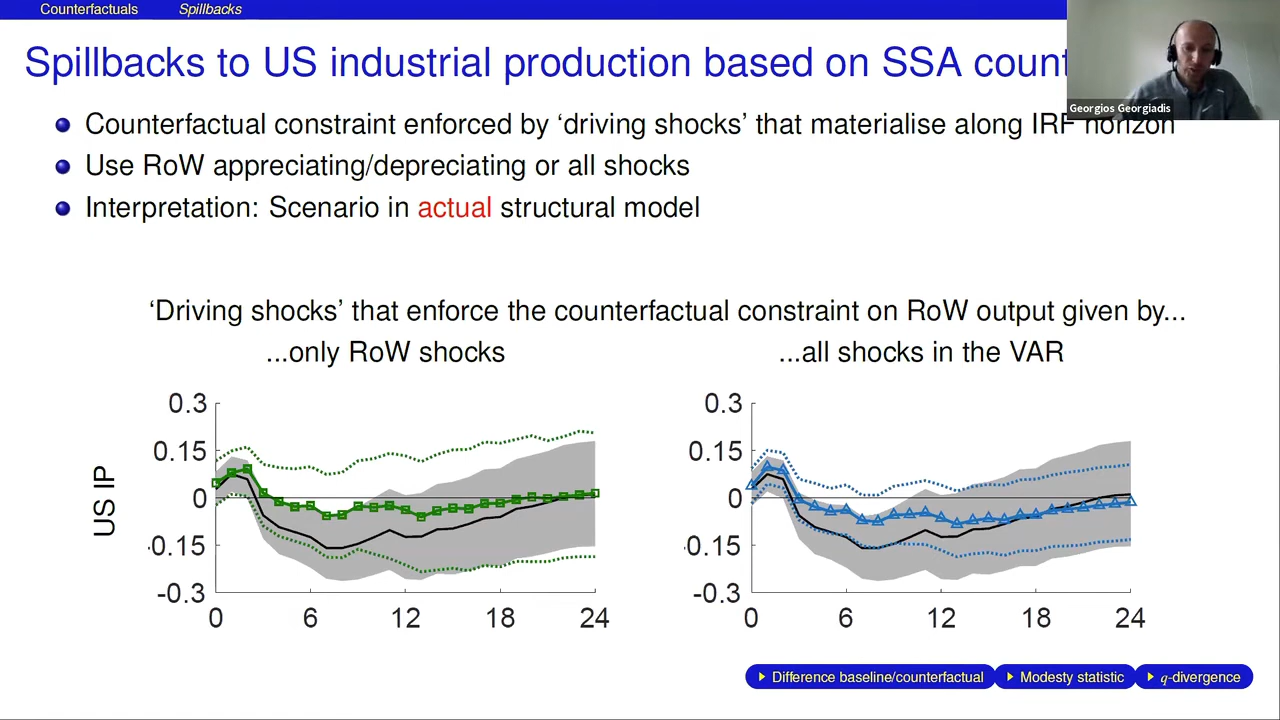 Counterfactuals Spillbacks
Spillbacks to US industrial production based on SSA
Georgios Georgiadis
Counterfactual constraint enforced by ‘driving shocks’ that materialise along IRF horizon
Use RoW appreciating/depreciating or all shocks
Interpretation: Scenario in actual structural model
‘Driving shocks’ that enforce the counterfactual constraint on RoW output given by...
...only RoW shocks ...all shocks in the VAR
0.3 0.3
0.15 0.15
0 0
-0.15 -0.15
-0.3 -0.3
US IP
0 6 12 18 24 0 6 12 18 24
Difference baseline/counterfactual Modesty statistic q-divergence